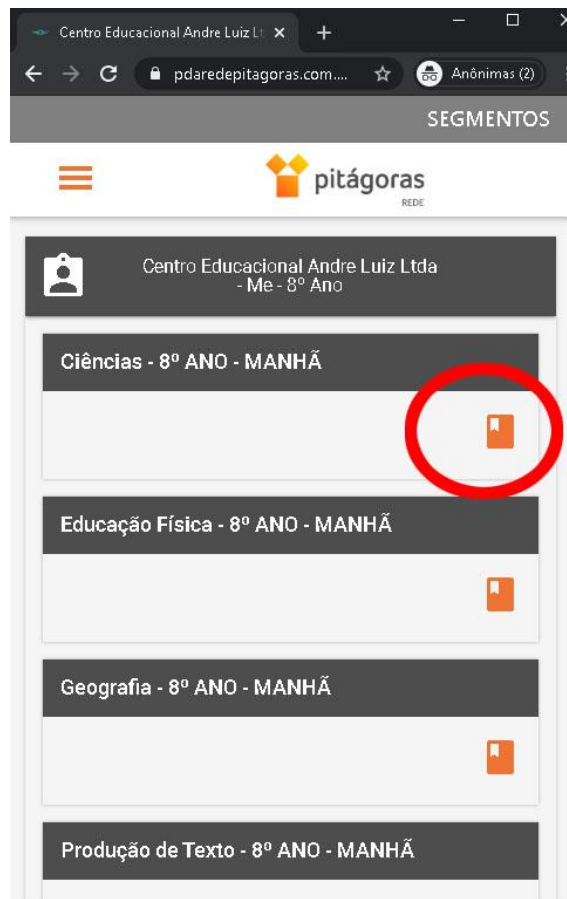 Centro Educacional Andre Luiz Lt
pdaredepitagoras.com....
Anônimas (2)
SEGMENTOS
pitágoras
REDE
Centro Educacional Andre Luiz Ltda
- Me - 8º Ano
Ciências - 8º ANO - MANHÃ
Educação Física - 8º ANO - MANHÃ
Geografia - 8º ANO - MANHÃ
Produção de Texto - 8º ANO - MANHÃ